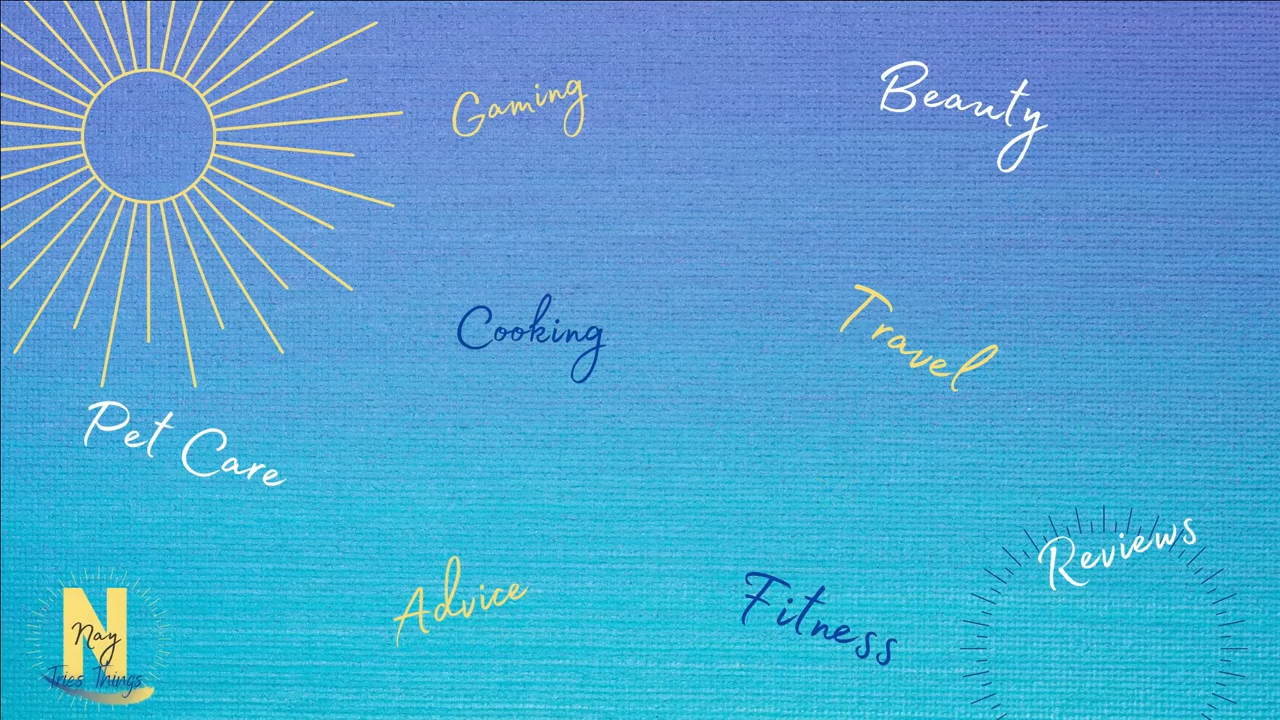 Gaming
Beauty
Cooking
Travel
Pet Care
Reviews
Advice
Fitness
N
Nay
Tries Things